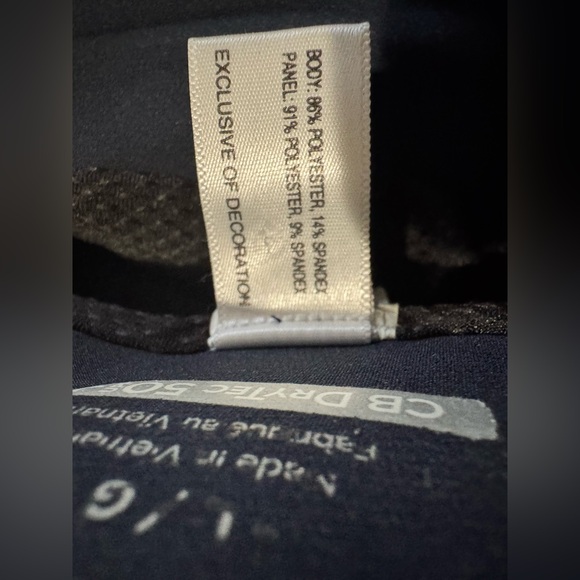 BODY: 86% POLYESTER, 14% SPANDEX
PANEL: 91% POLYESTER, 9% SPANDEX
EXCLUSIVE OF DECORATION
L/G
Made in Vietnam
Fabriqué au Vietnam
CB DRYTEC 50+